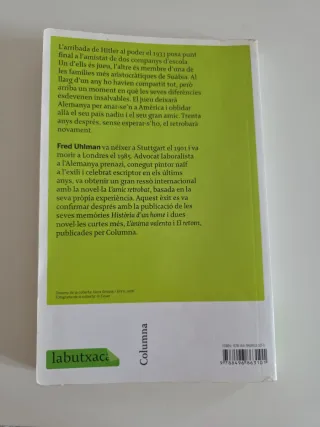 L'arribada de Hitler al poder el 1933 posa punt
final a l'amistat de dos companys d'escola.
Un d'ells és jueu, l'altre és membre d'una de
les famílies més aristocràtiques de Suàbia. Al
llarg d'un any ho havien compartit tot, però
arriba un moment en què les seves diferències
esdevenen insalvables. El jueu deixarà
Alemanya per anar-se'n a Amèrica i oblidar
allà el seu país nadiu i el seu gran amic. Trenta
anys després, sense esperar-s'ho, el retrobarà
novament.
Fred Uhlman va néixer a Stuttgart el 1901 i va
morir a Londres el 1985. Advocat laboralista
a l'Alemanya prenazi, conegut pintor naïf
a l'exili i celebrat escriptor en els últims
anys, va obtenir un gran ressò internacional
amb la novel·la L'amic retrobat, basada en la
seva pròpia experiència. Aquest èxit es va
confirmar després amb la publicació de les
seves memòries Història d'un home i dues
novel·les curtes més, L'ànima valenta i El retorn,
publicades per Columna.
labutxaca
Columna